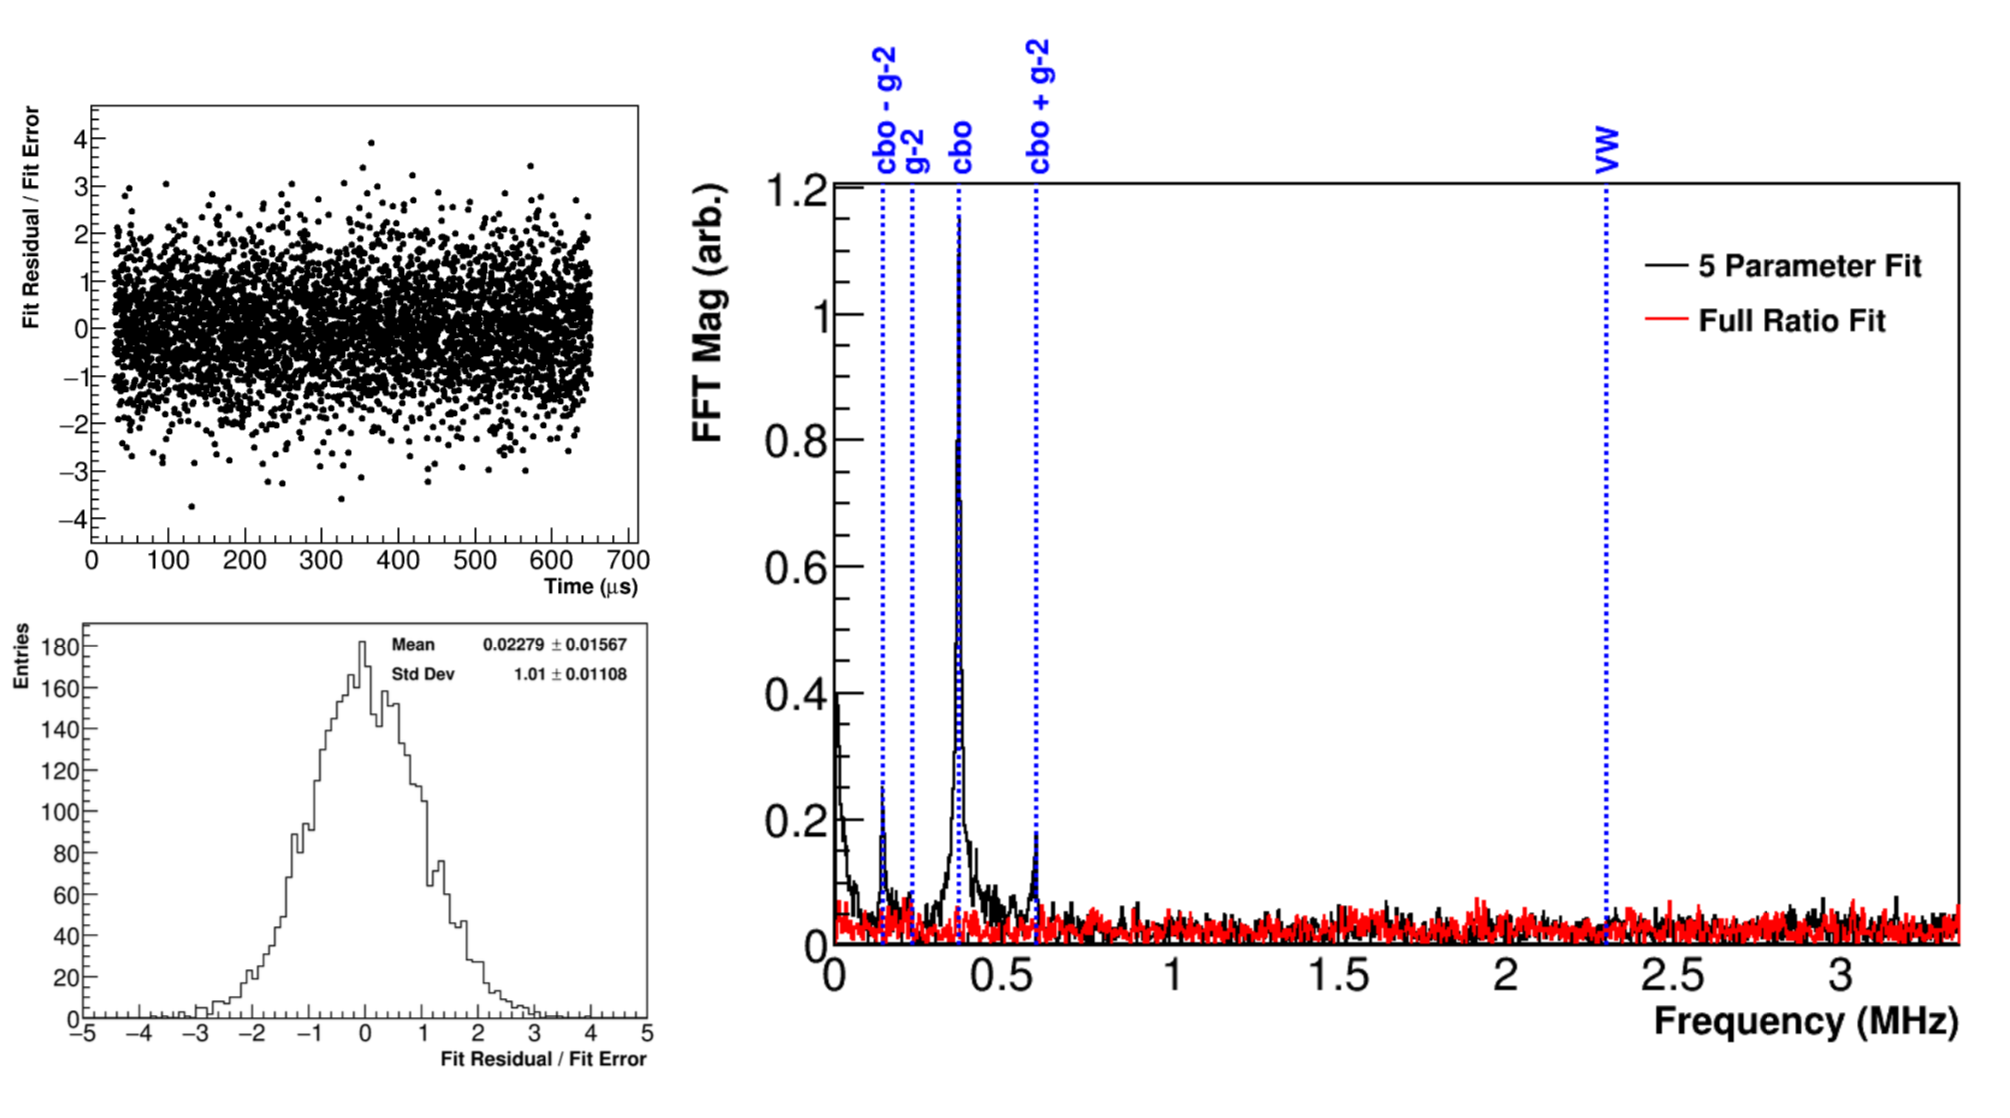 Fit Residual / Fit Error
4
3
2
1
0
−1
−2
−3
−4
0 100 200 300 400 500 600 700
Time (μs)
Entries
180
160
140
120
100
80
60
40
20
0
Mean 0.02279 ± 0.01567
Std Dev 1.01 ± 0.01108
−5 −4 −3 −2 −1 0 1 2 3 4 5
Fit Residual / Fit Error
cbo - g-2
g-2
cbo
cbo + g-2
VW
FFT Mag (arb.)
1.2
1
0.8
0.6
0.4
0.2
0
5 Parameter Fit
Full Ratio Fit
0 0.5 1 1.5 2 2.5 3
Frequency (MHz)